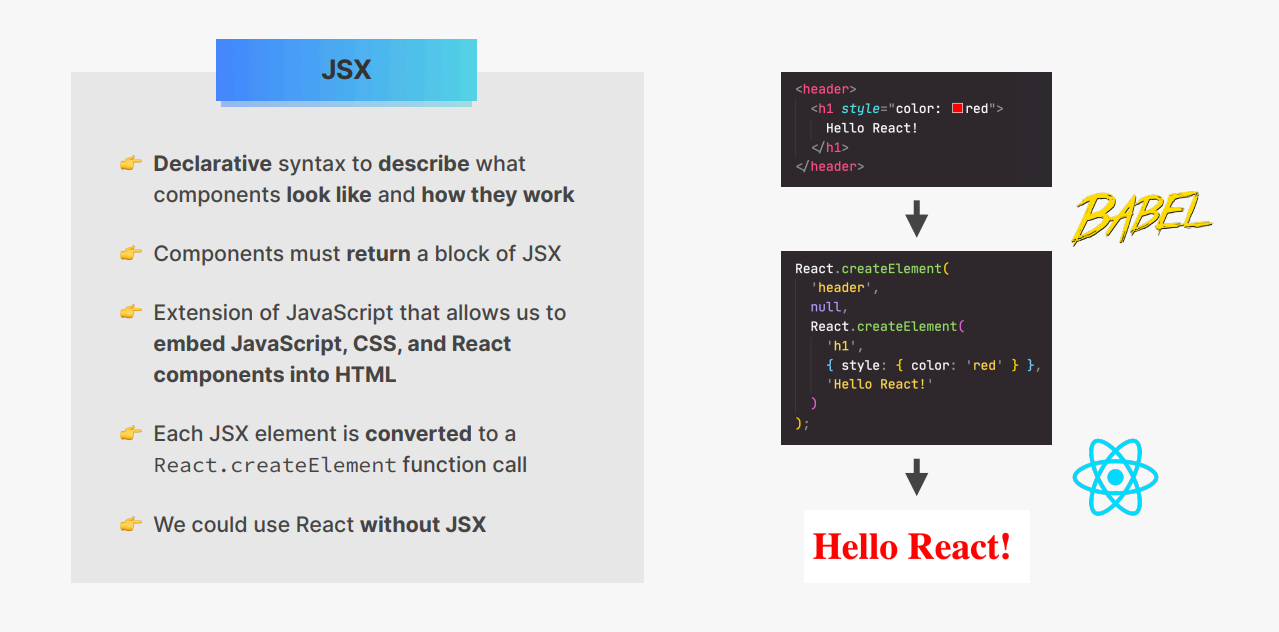 JSX
👉 Declarative syntax to describe what
components look like and how they work
👉 Components must return a block of JSX
👉 Extension of JavaScript that allows us to
embed JavaScript, CSS, and React
components into HTML
👉 Each JSX element is converted to a
React.createElement function call
👉 We could use React without JSX
<header>
<h1 style="color: red">
Hello React!
</h1>
</header>
BABEL
React.createElement(
'header',
null,
React.createElement(
'h1',
{ style: { color: 'red' } },
'Hello React!'
)
);
Hello React!